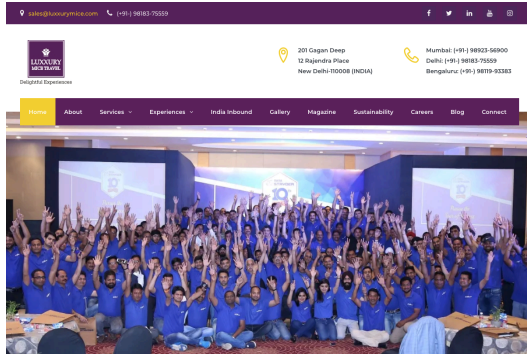 sales@luxxurymice.com (+91-) 98183-75559
LUXXURY
MICE TRAVEL
Delightful Experiences
201 Gagan Deep
12 Rajendra Place
New Delhi-110008 (INDIA)
Mumbai: (+91-) 98923-56900
Delhi: (+91-) 98183-75559
Bengaluru: (+91-) 98119-93383
Home About Services Experiences India Inbound Gallery Magazine Sustainability Careers Blog Connect